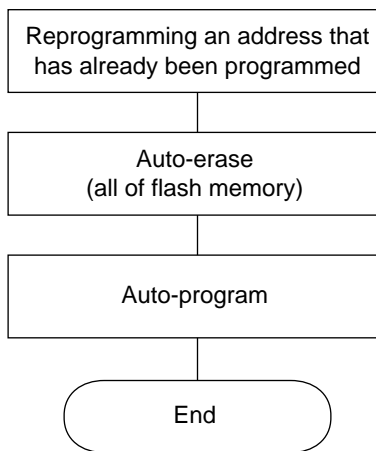 Reprogramming an address that
has already been programmed
Auto-erase
(all of flash memory)
Auto-program
End